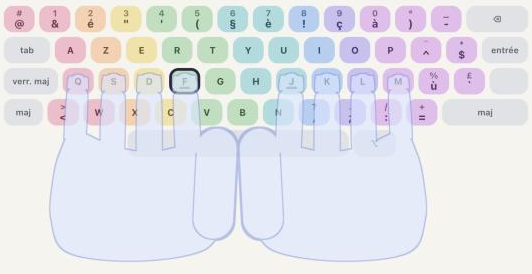 # 1 2 3 4 5 6 7 8 9 0 ° _
@ & é " ' ( § è ! ç à ) - ⌫
tab A Z E R T Y U I O P ¨ ^ * $ entrée
verr. maj Q S D F G H J K L M % ù £ `
maj > < W X C V B N ? , . ; / : + = maj
⌥